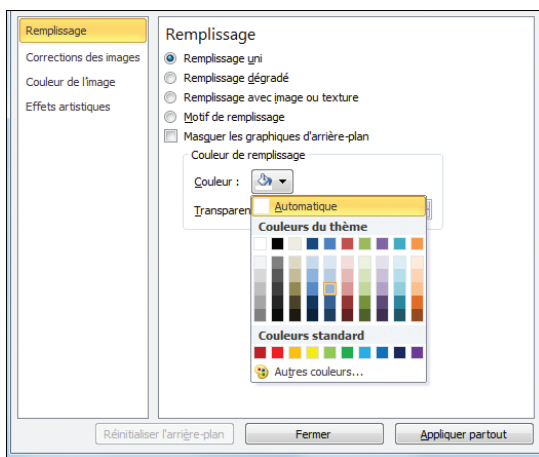 Remplissage
Corrections des images
Couleur de l'image
Effets artistiques
Remplissage
Remplissage uni
Remplissage dégradé
Remplissage avec image ou texture
Motif de remplissage
Masquer les graphiques d'arrière-plan
Couleur de remplissage
Couleur :
Transparen
Automatique
Couleurs du thème
Couleurs standard
Autres couleurs...
Réinitialiser l'arrière-plan
Fermer
Appliquer partout